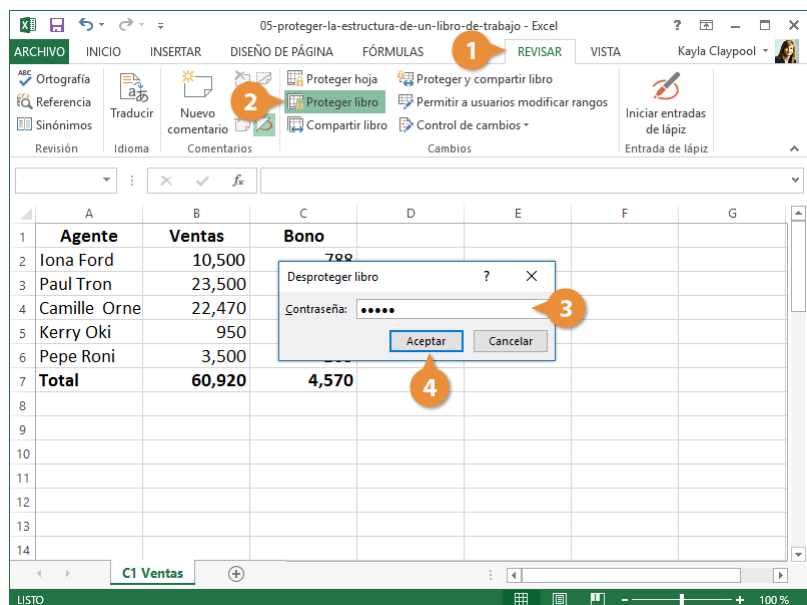 05-proteger-la-estructura-de-un-libro-de-trabajo - Excel
ARCHIVO INICIO INSERTAR DISEÑO DE PÁGINA FÓRMULAS 1 REVISAR VISTA Kayla Claypool
ABC Ortografía
Referencia
Sinónimos
Revisión
Traducir
Idioma
Nuevo comentario
2
Comentarios
Proteger hoja
Proteger libro
Compartir libro
Proteger y compartir libro
Permitir a usuarios modificar rangos
Control de cambios
Cambios
Iniciar entradas
de lápiz
Entrada de lápiz
fx
A B C D E F G
1 Agente Ventas Bono
2 Iona Ford 10,500 788
3 Paul Tron 23,500
4 Camille Orne 22,470
5 Kerry Oki 950
6 Pepe Roni 3,500
7 Total 60,920 4,570
8
9
10
11
12
13
14
Desproteger libro ? ×
Contraseña: ••••• 3
Aceptar Cancelar
4
C1 Ventas
LISTO 100 %